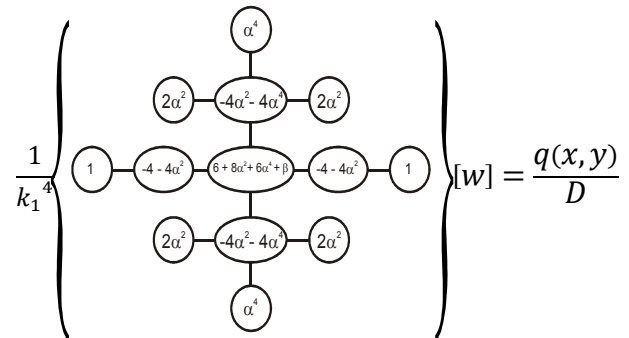 α⁴
2α² -4α²- 4α⁴ 2α²
1 -4 - 4α² 6 + 8α²+ 6α⁴+ β -4 - 4α² 1
2α² -4α²- 4α⁴ 2α²
α⁴
1/k₁⁴ { } [w] = q(x, y)/D